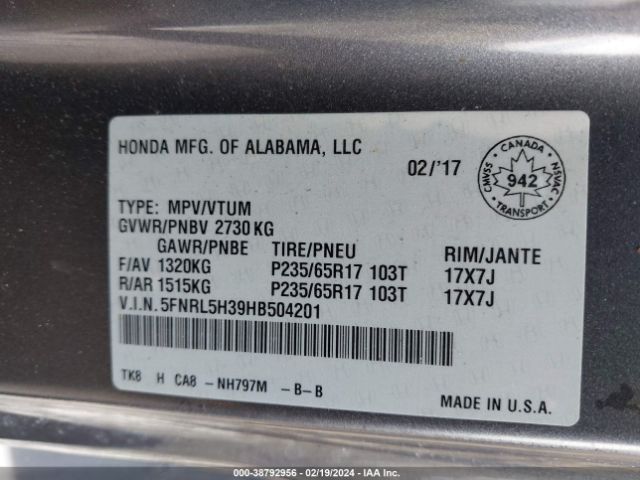 HONDA MFG. OF ALABAMA, LLC
02/'17
CANADA
CMVSS
942
NSVAC
TRANSPORT
TYPE: MPV/VTUM
GVWR/PNBV 2730 KG
GAWR/PNBE TIRE/PNEU RIM/JANTE
F/AV 1320KG P235/65R17 103T 17X7J
R/AR 1515KG P235/65R17 103T 17X7J
V.I.N. 5FNRL5H39HB504201
TK8 H CA8 - NH797M - B-B
MADE IN U.S.A.
000-38792956 - 02/19/2024 - IAA Inc.